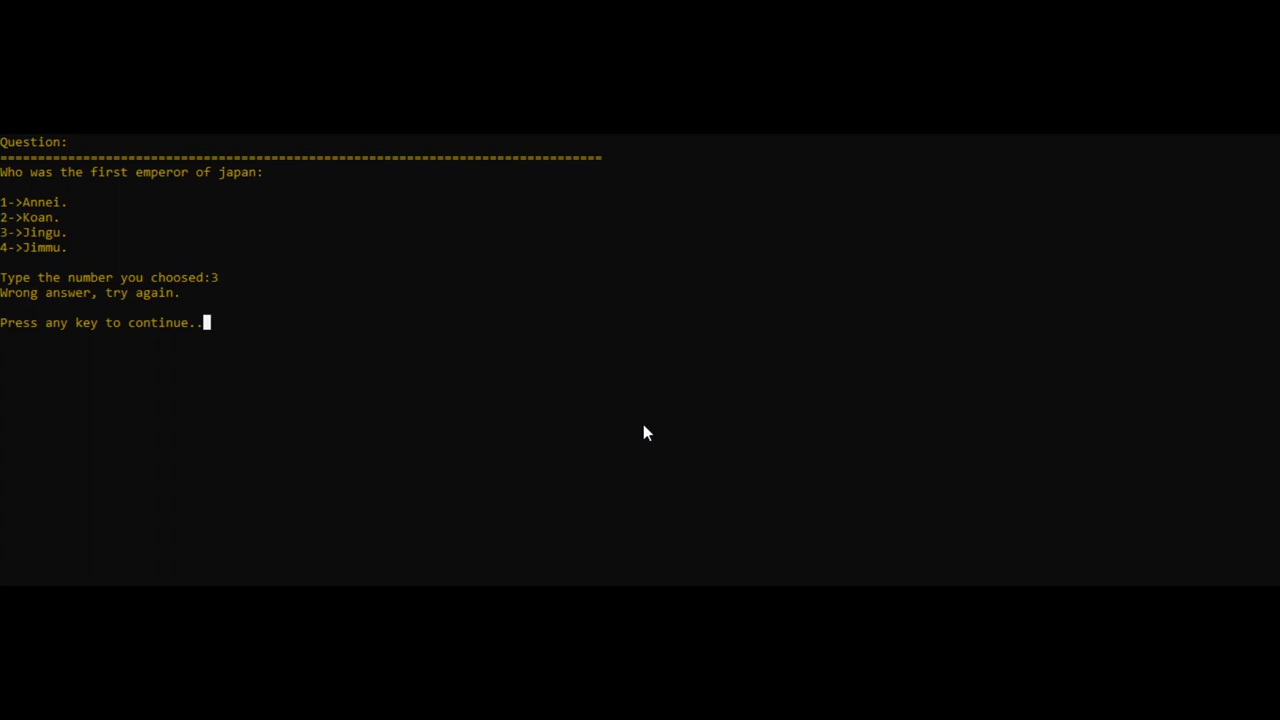 Question:
================================================================================
Who was the first emperor of japan:
1->Annei.
2->Koan.
3->Jingu.
4->Jimmu.
Type the number you choosed:3
Wrong answer, try again.
Press any key to continue..